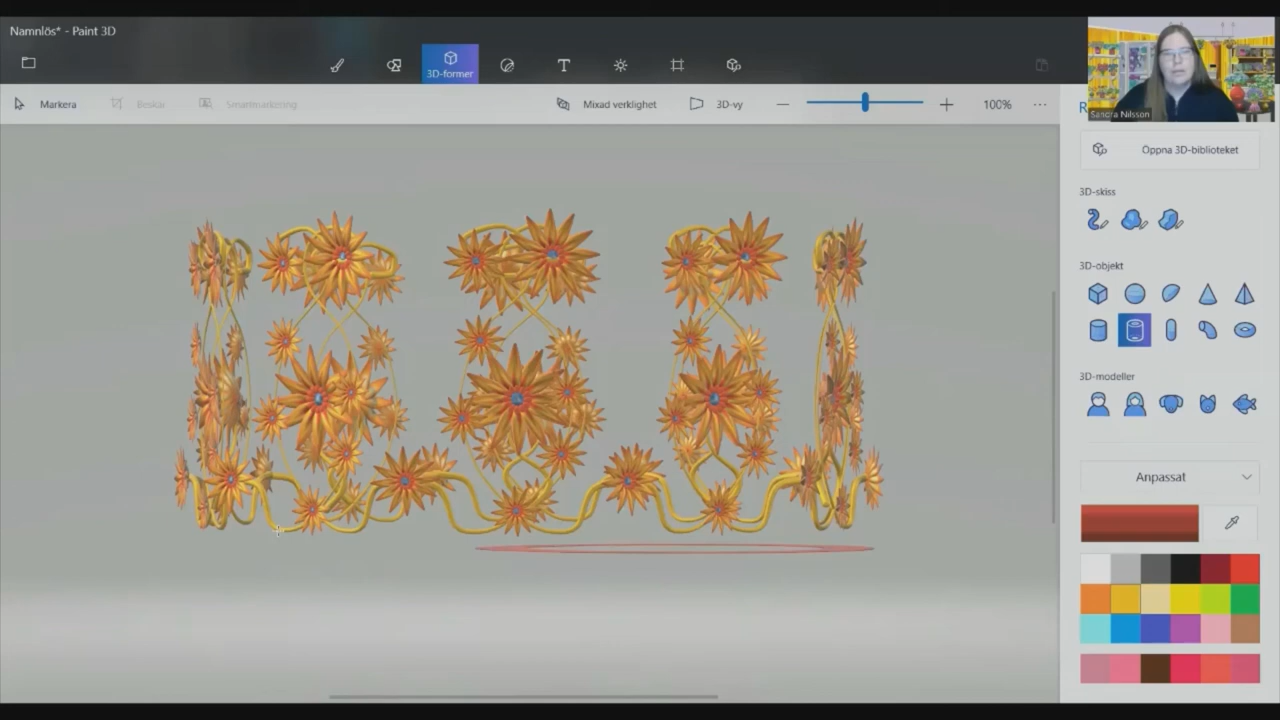 Namnlös* - Paint 3D
3D-former
Markera
Beskär
Smartmarkering
Mixad verklighet
3D-vy
100%
Sandra Nilsson
Öppna 3D-biblioteket
3D-skiss
3D-objekt
3D-modeller
Anpassat